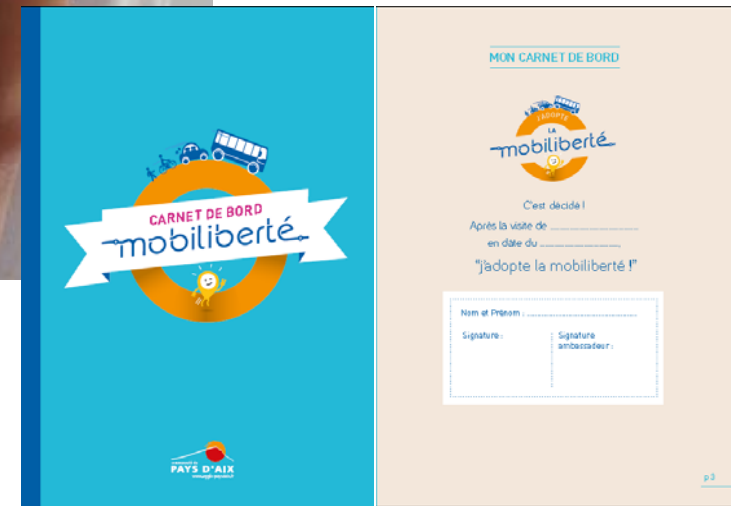 CARNET DE BORD
mobiliberté
PAYS D'AIX
MON CARNET DE BORD
J'ADOPTE
LA
mobiliberté
C'est décidé !
Après la visite de
en date du
"j'adopte la mobiliberté !"
Nom et Prénom :
Signature :
Signature
ambassadeur :
p 3